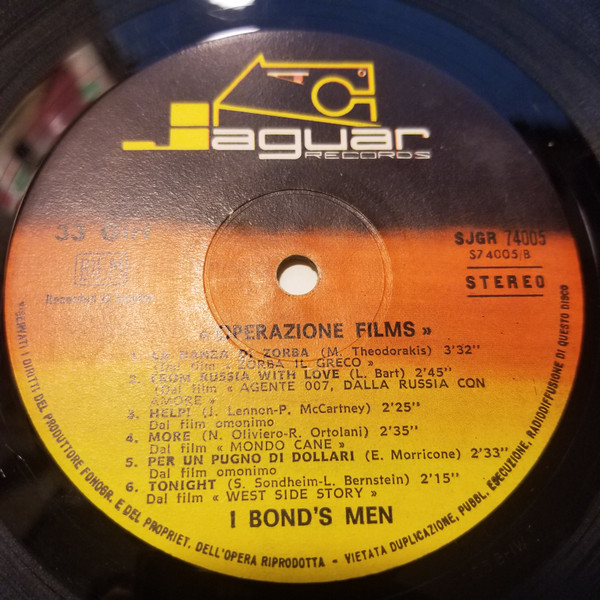 Jaguar
RECORDS
33 GIRI
SJGR 74005
S74005/B
STEREO
« OPERAZIONE FILMS »
1. LA DANZA DI ZORBA (M. Theodorakis) 3'32''
(Dal film « ZORBA IL GRECO »
2. FROM RUSSIA WITH LOVE (L. Bart) 2'45''
(Dal film « AGENTE 007, DALLA RUSSIA CON
AMORE »
3. HELP! (J. Lennon-P. McCartney) 2'25''
Dal film omonimo
4. MORE (N. Oliviero-R. Ortolani) 2'35''
Dal film « MONDO CANE »
5. PER UN PUGNO DI DOLLARI (E. Morricone) 2'33''
Dal film omonimo
6. TONIGHT (S. Sondheim-L. Bernstein) 2'15''
Dal film « WEST SIDE STORY »
I BOND'S MEN
RISERVATI I DIRITTI DEL PRODUTTORE FONOGR. E DEL PROPRIET. DELL'OPERA RIPRODOTTA - VIETATA DUPLICAZIONE, PUBBL. ESECUZIONE, RADIODIFFUSIONE DI QUESTO DISCO